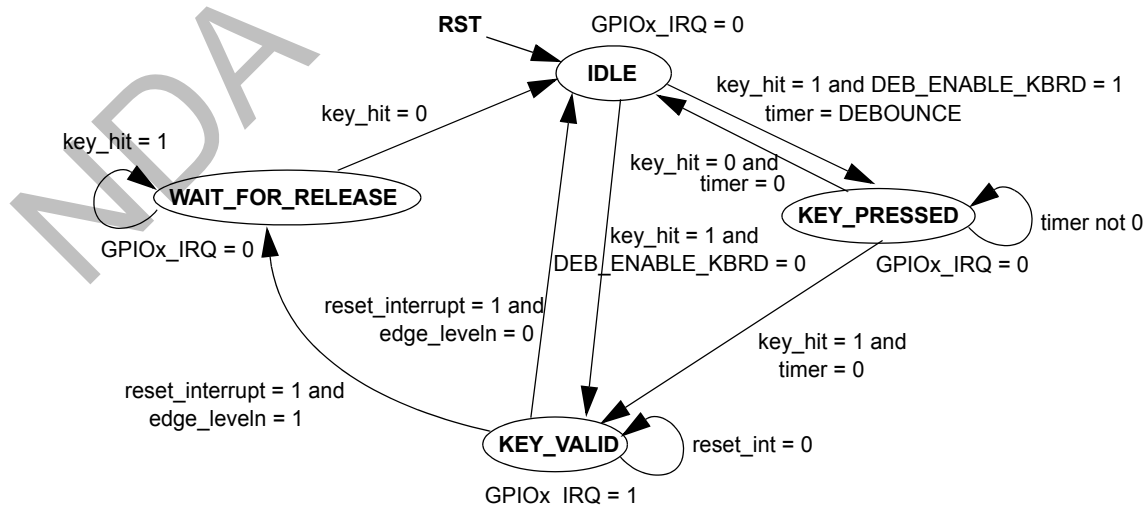 NDA
RST
GPIOx_IRQ = 0
IDLE
key_hit = 1 and DEB_ENABLE_KBRD = 1
timer = DEBOUNCE
key_hit = 0
key_hit = 1
key_hit = 0 and
timer = 0
WAIT_FOR_RELEASE
KEY_PRESSED
timer not 0
GPIOx_IRQ = 0
key_hit = 1 and
DEB_ENABLE_KBRD = 0
GPIOx_IRQ = 0
reset_interrupt = 1 and
edge_leveln = 0
key_hit = 1 and
timer = 0
reset_interrupt = 1 and
edge_leveln = 1
KEY_VALID
reset_int = 0
GPIOx IRQ = 1